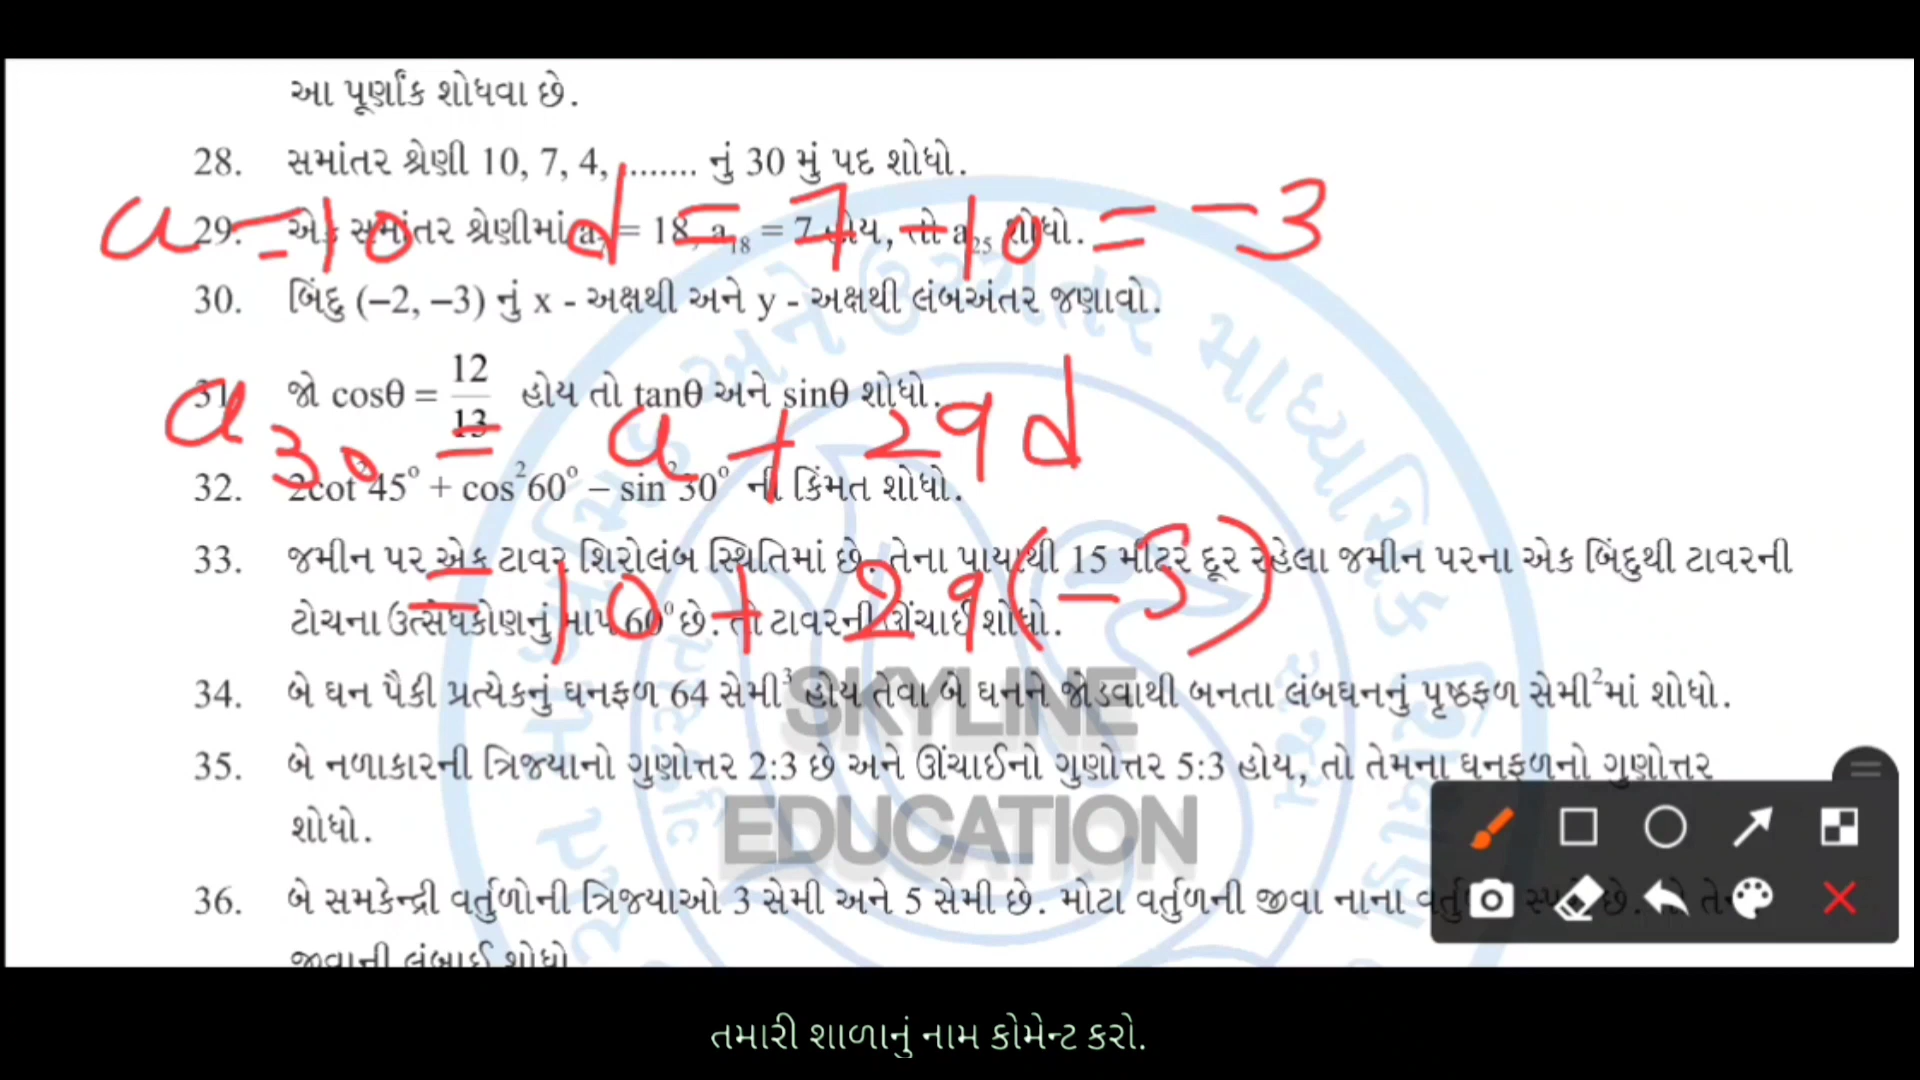 આ પૂર્ણાંક શોધવા છે.
28. સમાંતર શ્રેણી 10, 7, 4, ........ નું 30 મું પદ શોધો.
a = 10 d = 7 - 10 = -3
29. એક સમાંતર શ્રેણીમાં a₇ = 18, a₁₈ = 7 હોય, તો a₂₅ શોધો.
30. બિંદુ (–2, –3) નું x - અક્ષથી અને y - અક્ષથી લંબઅંતર જણાવો.
31. જો cosθ = 12/13 હોય તો tanθ અને sinθ શોધો.
a₃₀ = a + 29d
32. 2cot²45° + cos²60° – sin²30° ની કિંમત શોધો.
33. જમીન પર એક ટાવર શિરોલંબ સ્થિતિમાં છે. તેના પાયાથી 15 મીટર દૂર રહેલા જમીન પરના એક બિંદુથી ટાવરની
= 10 + 29(-3)
ટોચના ઉત્સેધકોણનું માપ 60° છે. તો ટાવરની ઊંચાઈ શોધો.
34. બે ઘન પૈકી પ્રત્યેકનું ઘનફળ 64 સેમી³ હોય તેવા બે ઘનને જોડવાથી બનતા લંબઘનનું પૃષ્ઠફળ સેમી²માં શોધો.
SKYLINE
35. બે નળાકારની ત્રિજ્યાનો ગુણોત્તર 2:3 છે અને ઊંચાઈનો ગુણોત્તર 5:3 હોય, તો તેમના ઘનફળનો ગુણોત્તર
શોધો.
EDUCATION
36. બે સમકેન્દ્રી વર્તુળોની ત્રિજ્યાઓ 3 સેમી અને 5 સેમી છે. મોટા વર્તુળની જીવા નાના
જીવાની લંબાઈ શોધો
તમારી શાળાનું નામ કોમેન્ટ કરો.